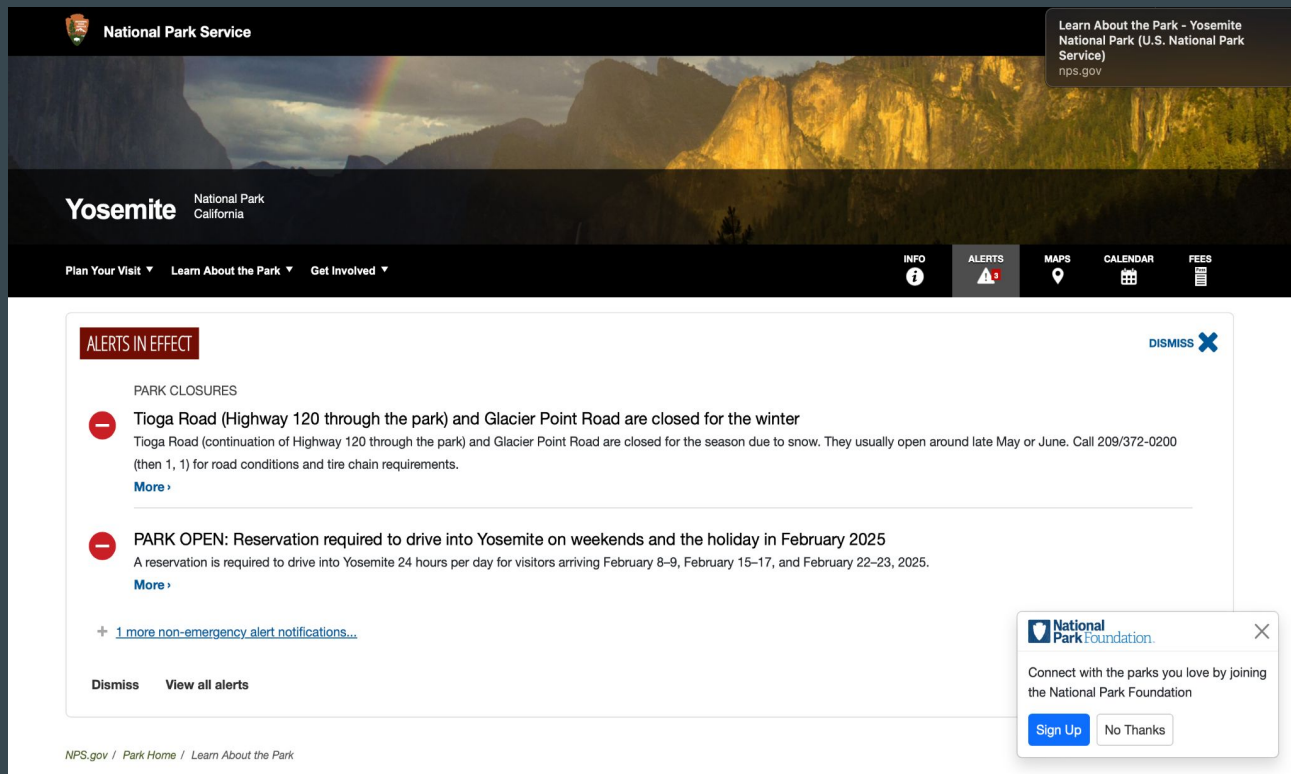 National Park Service
Learn About the Park - Yosemite
National Park (U.S. National Park
Service)
nps.gov
Yosemite
National Park
California
Plan Your Visit ▼ Learn About the Park ▼ Get Involved ▼
INFO
ALERTS
3
MAPS
CALENDAR
FEES
ALERTS IN EFFECT
DISMISS
PARK CLOSURES
Tioga Road (Highway 120 through the park) and Glacier Point Road are closed for the winter
Tioga Road (continuation of Highway 120 through the park) and Glacier Point Road are closed for the season due to snow. They usually open around late May or June. Call 209/372-0200
(then 1, 1) for road conditions and tire chain requirements.
More ›
PARK OPEN: Reservation required to drive into Yosemite on weekends and the holiday in February 2025
A reservation is required to drive into Yosemite 24 hours per day for visitors arriving February 8–9, February 15–17, and February 22–23, 2025.
More ›
+ 1 more non-emergency alert notifications...
Dismiss View all alerts
National
Park Foundation
Connect with the parks you love by joining
the National Park Foundation
Sign Up No Thanks
NPS.gov / Park Home / Learn About the Park